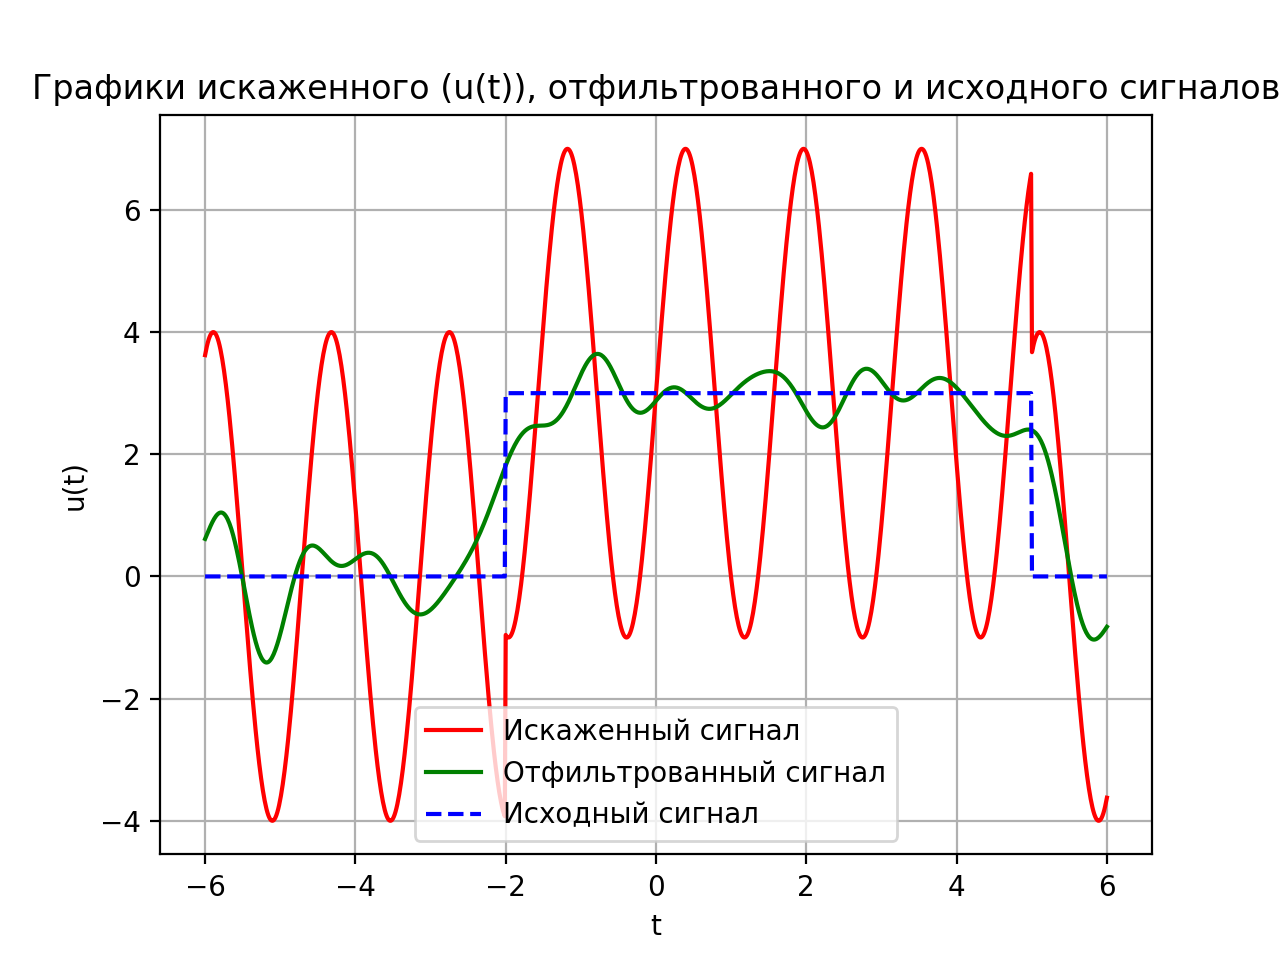 Графики искаженного (u(t)), отфильтрованного и исходного сигналов
u(t)
6
4
2
0
−2
−4
Искаженный сигнал
Отфильтрованный сигнал
Исходный сигнал
−6 −4 −2 0 2 4 6
t